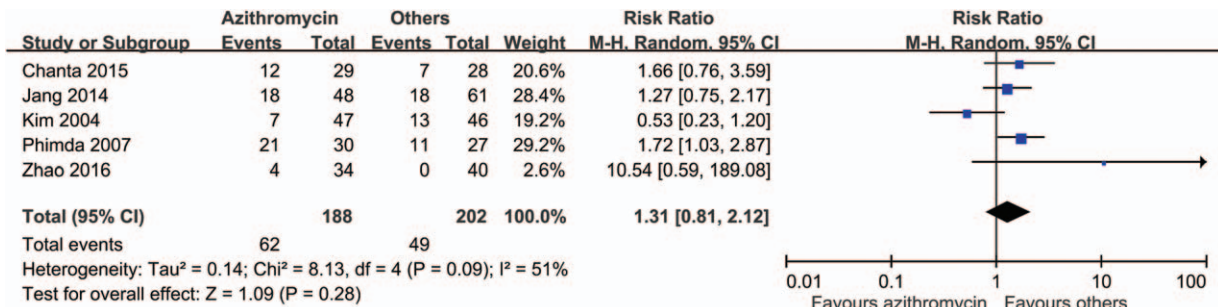 Azithromycin Others Risk Ratio Risk Ratio
Study or Subgroup Events Total Events Total Weight M-H. Random. 95% CI M-H. Random. 95% CI
Chanta 2015 12 29 7 28 20.6% 1.66 [0.76, 3.59]
Jang 2014 18 48 18 61 28.4% 1.27 [0.75, 2.17]
Kim 2004 7 47 13 46 19.2% 0.53 [0.23, 1.20]
Phimda 2007 21 30 11 27 29.2% 1.72 [1.03, 2.87]
Zhao 2016 4 34 0 40 2.6% 10.54 [0.59, 189.08]
Total (95% CI) 188 202 100.0% 1.31 [0.81, 2.12]
Total events 62 49
Heterogeneity: Tau² = 0.14; Chi² = 8.13, df = 4 (P = 0.09); I² = 51%
Test for overall effect: Z = 1.09 (P = 0.28)
0.01 0.1 1 10 100
Favours azithromycin Favours others